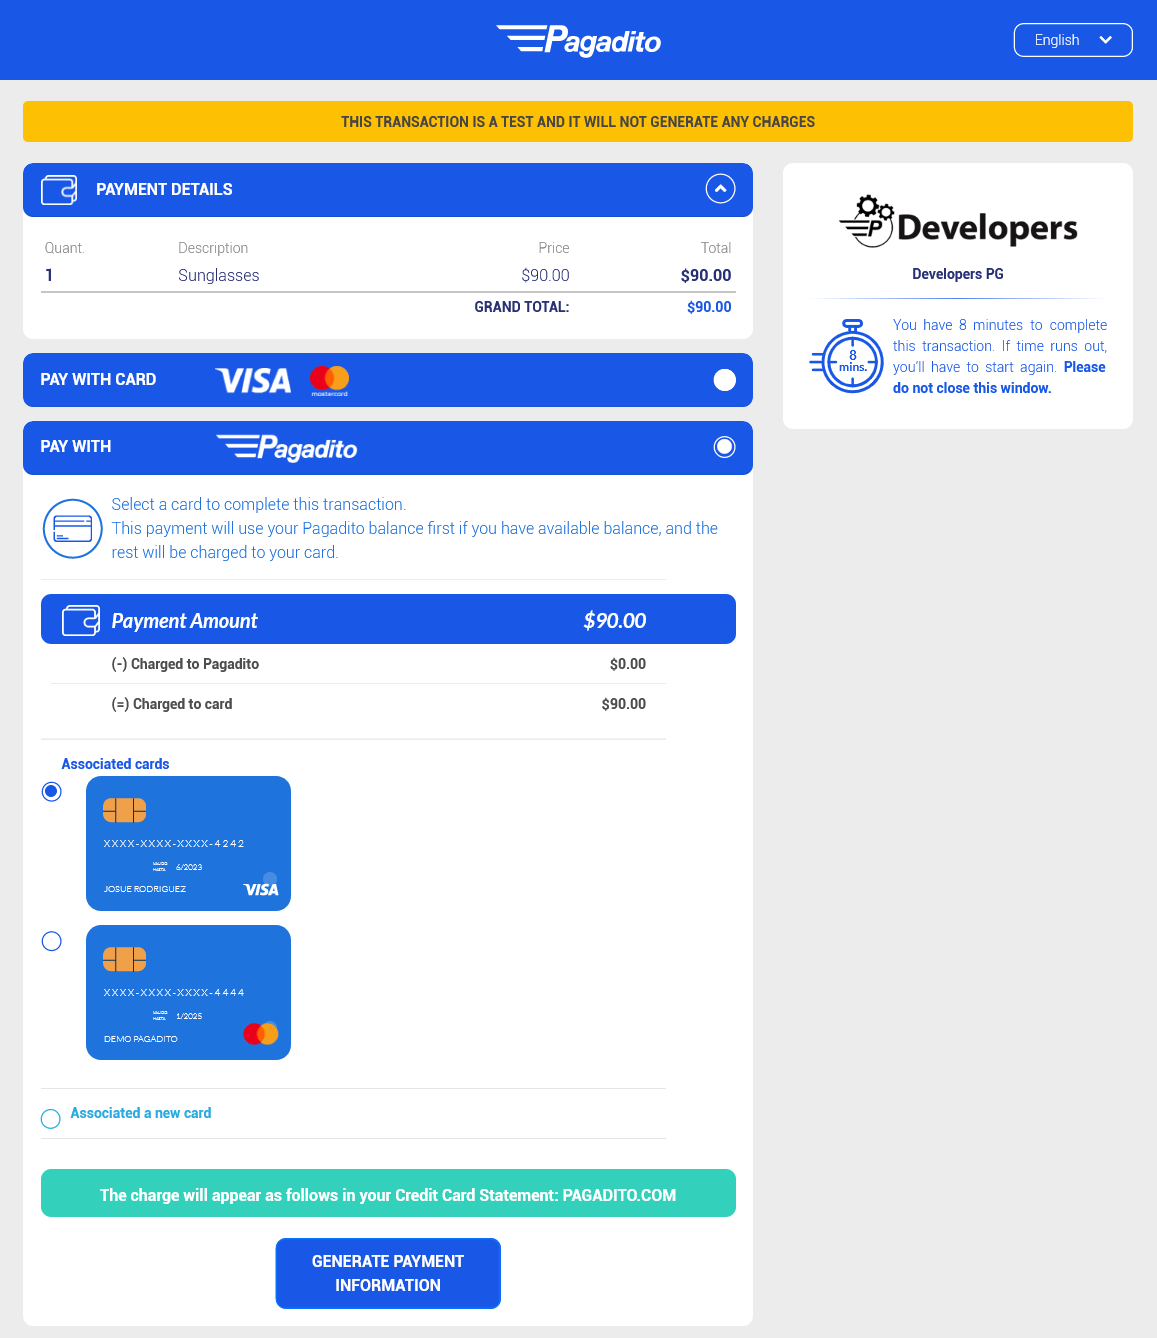 Pagadito
English
THIS TRANSACTION IS A TEST AND IT WILL NOT GENERATE ANY CHARGES
PAYMENT DETAILS
Quant. Description Price Total
1 Sunglasses $90.00 $90.00
GRAND TOTAL: $90.00
PAY WITH CARD VISA mastercard
PAY WITH Pagadito
Select a card to complete this transaction.
This payment will use your Pagadito balance first if you have available balance, and the
rest will be charged to your card.
Payment Amount $90.00
(-) Charged to Pagadito $0.00
(=) Charged to card $90.00
Associated cards
XXXX-XXXX-XXXX-4242
VALIDO
HASTA
6/2023
JOSUE RODRIGUEZ VISA
XXXX-XXXX-XXXX-4444
VALIDO
HASTA
1/2025
DEMO PAGADITO
Associated a new card
The charge will appear as follows in your Credit Card Statement: PAGADITO.COM
GENERATE PAYMENT
INFORMATION
P Developers
Developers PG
8
mins.
You have 8 minutes to complete
this transaction. If time runs out,
you'll have to start again. Please
do not close this window.